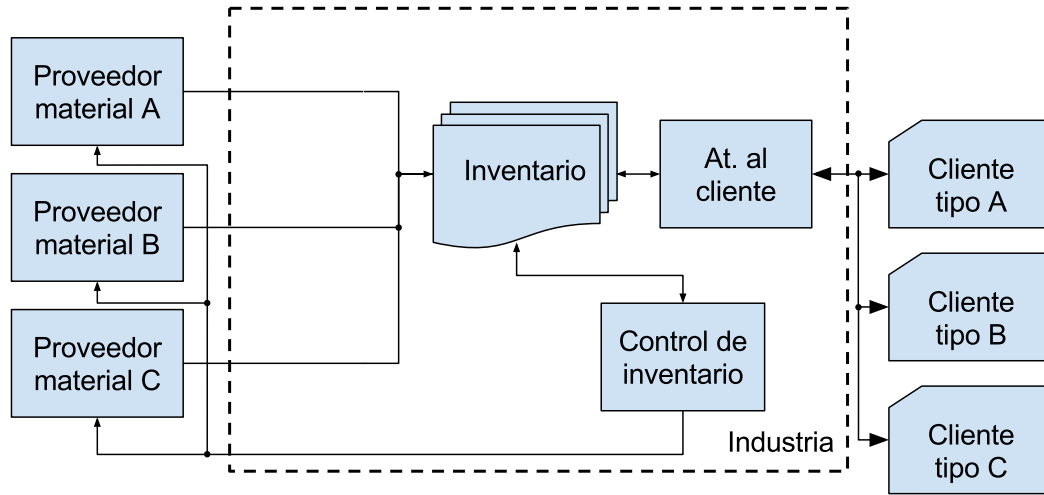 Proveedor
material A
Proveedor
material B
Proveedor
material C
Inventario
At. al
cliente
Control de
inventario
Industria
Cliente
tipo A
Cliente
tipo B
Cliente
tipo C